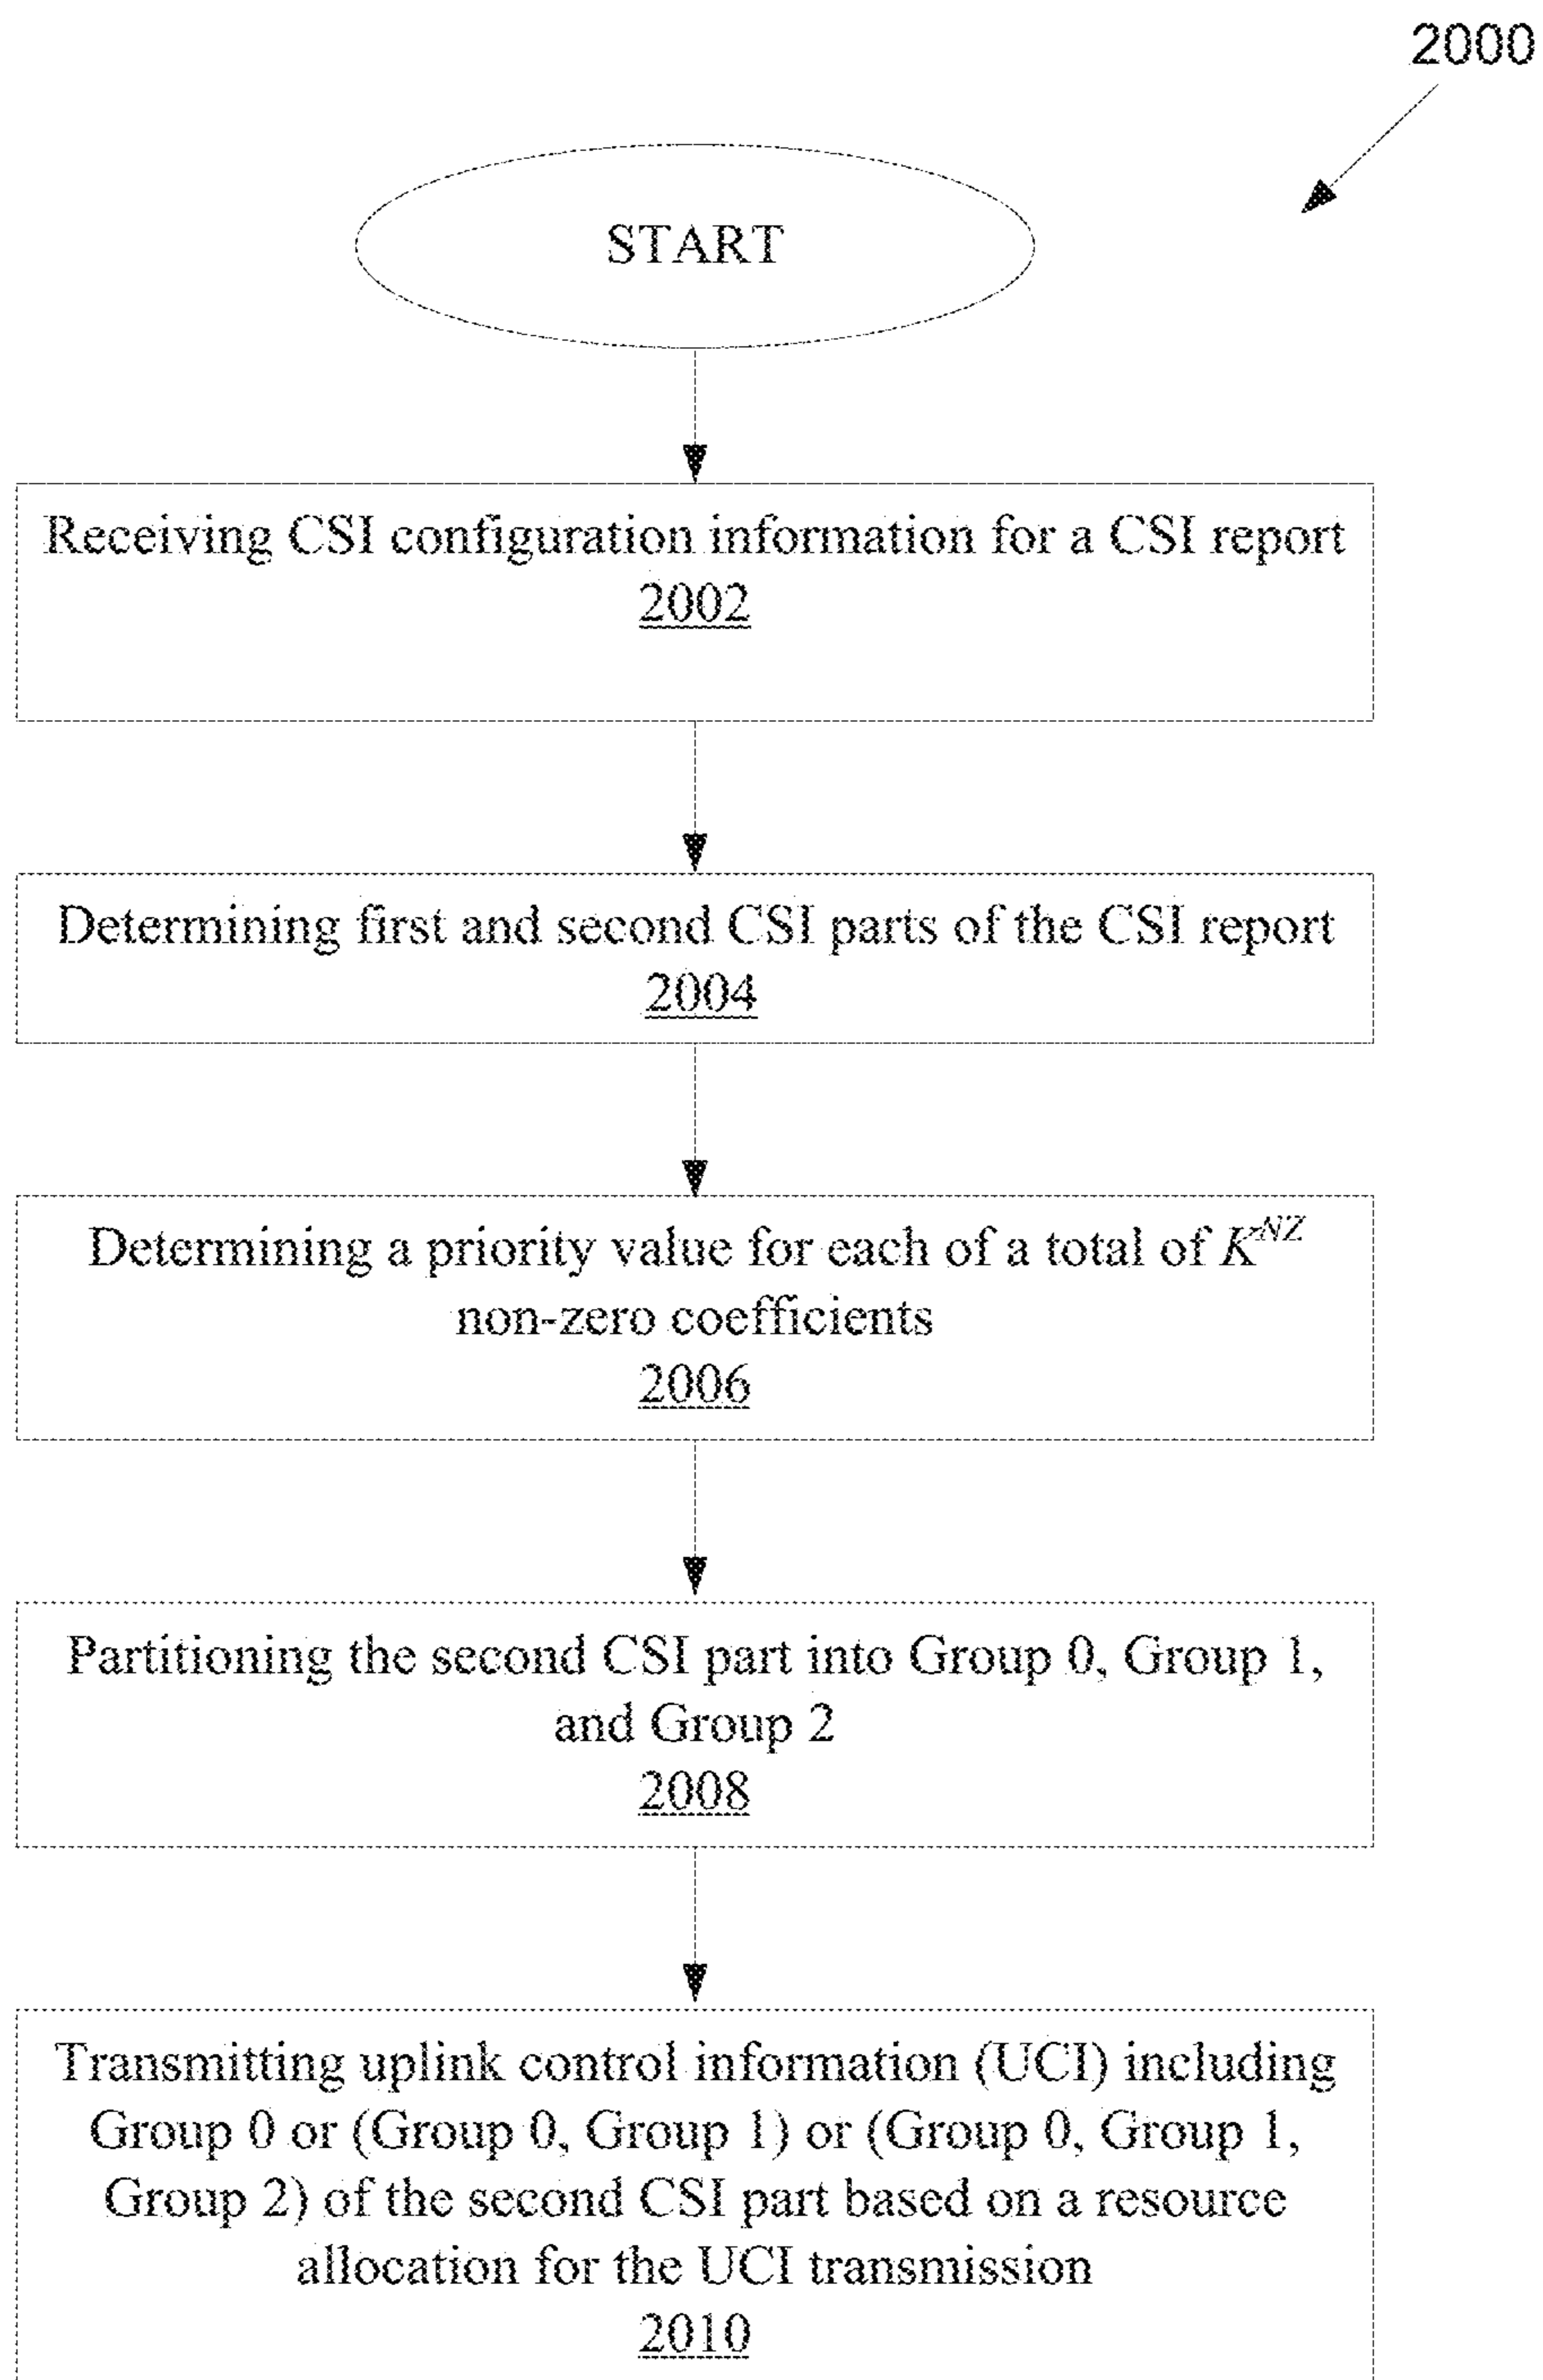 2000
START
Receiving CSI configuration information for a CSI report
2002
Determining first and second CSI parts of the CSI report
2004
Determining a priority value for each of a total of K^NZ
non-zero coefficients
2006
Partitioning the second CSI part into Group 0, Group 1,
and Group 2
2008
Transmitting uplink control information (UCI) including
Group 0 or (Group 0, Group 1) or (Group 0, Group 1,
Group 2) of the second CSI part based on a resource
allocation for the UCI transmission
2010